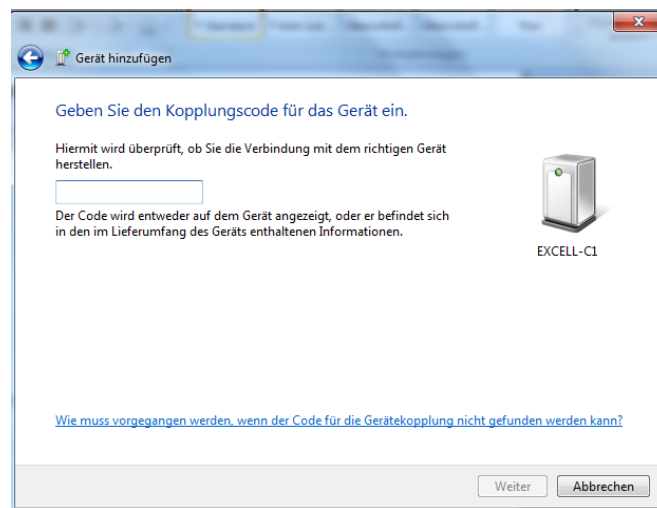 Gerät hinzufügen
Geben Sie den Kopplungscode für das Gerät ein.
Hiermit wird überprüft, ob Sie die Verbindung mit dem richtigen Gerät
herstellen.
Der Code wird entweder auf dem Gerät angezeigt, oder er befindet sich
in den im Lieferumfang des Geräts enthaltenen Informationen.
EXCELL-C1
Wie muss vorgegangen werden, wenn der Code für die Gerätekopplung nicht gefunden werden kann?
Weiter
Abbrechen